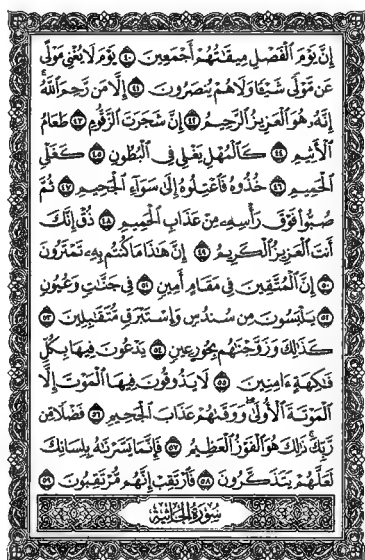 إِنَّ يَوْمَ ٱلْفَصْلِ مِيقَٰتُهُمْ أَجْمَعِينَ ٤٠ يَوْمَ لَا يُغْنِى مَوْلًى
عَن مَّوْلًى شَيْـًٔا وَلَا هُمْ يُنصَرُونَ ٤١ إِلَّا مَن رَّحِمَ ٱللَّهُ ۚ
إِنَّهُۥ هُوَ ٱلْعَزِيزُ ٱلرَّحِيمُ ٤٢ إِنَّ شَجَرَتَ ٱلزَّقُّومِ ٤٣ طَعَامُ
ٱلْأَثِيمِ ٤٤ كَٱلْمُهْلِ يَغْلِى فِى ٱلْبُطُونِ ٤٥ كَغَلْىِ
ٱلْحَمِيمِ ٤٦ خُذُوهُ فَٱعْتِلُوهُ إِلَىٰ سَوَآءِ ٱلْجَحِيمِ ٤٧ ثُمَّ
صُبُّوا۟ فَوْقَ رَأْسِهِۦ مِنْ عَذَابِ ٱلْحَمِيمِ ٤٨ ذُقْ إِنَّكَ
أَنتَ ٱلْعَزِيزُ ٱلْكَرِيمُ ٤٩ إِنَّ هَٰذَا مَا كُنتُم بِهِۦ تَمْتَرُونَ
٥٠ إِنَّ ٱلْمُتَّقِينَ فِى مَقَامٍ أَمِينٍ ٥١ فِى جَنَّٰتٍ وَعُيُونٍ
٥٢ يَلْبَسُونَ مِن سُندُسٍ وَإِسْتَبْرَقٍ مُّتَقَٰبِلِينَ ٥٣
كَذَٰلِكَ وَزَوَّجْنَٰهُم بِحُورٍ عِينٍ ٥٤ يَدْعُونَ فِيهَا بِكُلِّ
فَٰكِهَةٍ ءَامِنِينَ ٥٥ لَا يَذُوقُونَ فِيهَا ٱلْمَوْتَ إِلَّا
ٱلْمَوْتَةَ ٱلْأُولَىٰ ۖ وَوَقَىٰهُمْ عَذَابَ ٱلْجَحِيمِ ٥٦ فَضْلًا مِّن
رَّبِّكَ ۚ ذَٰلِكَ هُوَ ٱلْفَوْزُ ٱلْعَظِيمُ ٥٧ فَإِنَّمَا يَسَّرْنَٰهُ بِلِسَانِكَ
لَعَلَّهُمْ يَتَذَكَّرُونَ ٥٨ فَٱرْتَقِبْ إِنَّهُم مُّرْتَقِبُونَ ٥٩
سُورَةُ الجَاثِيَةِ